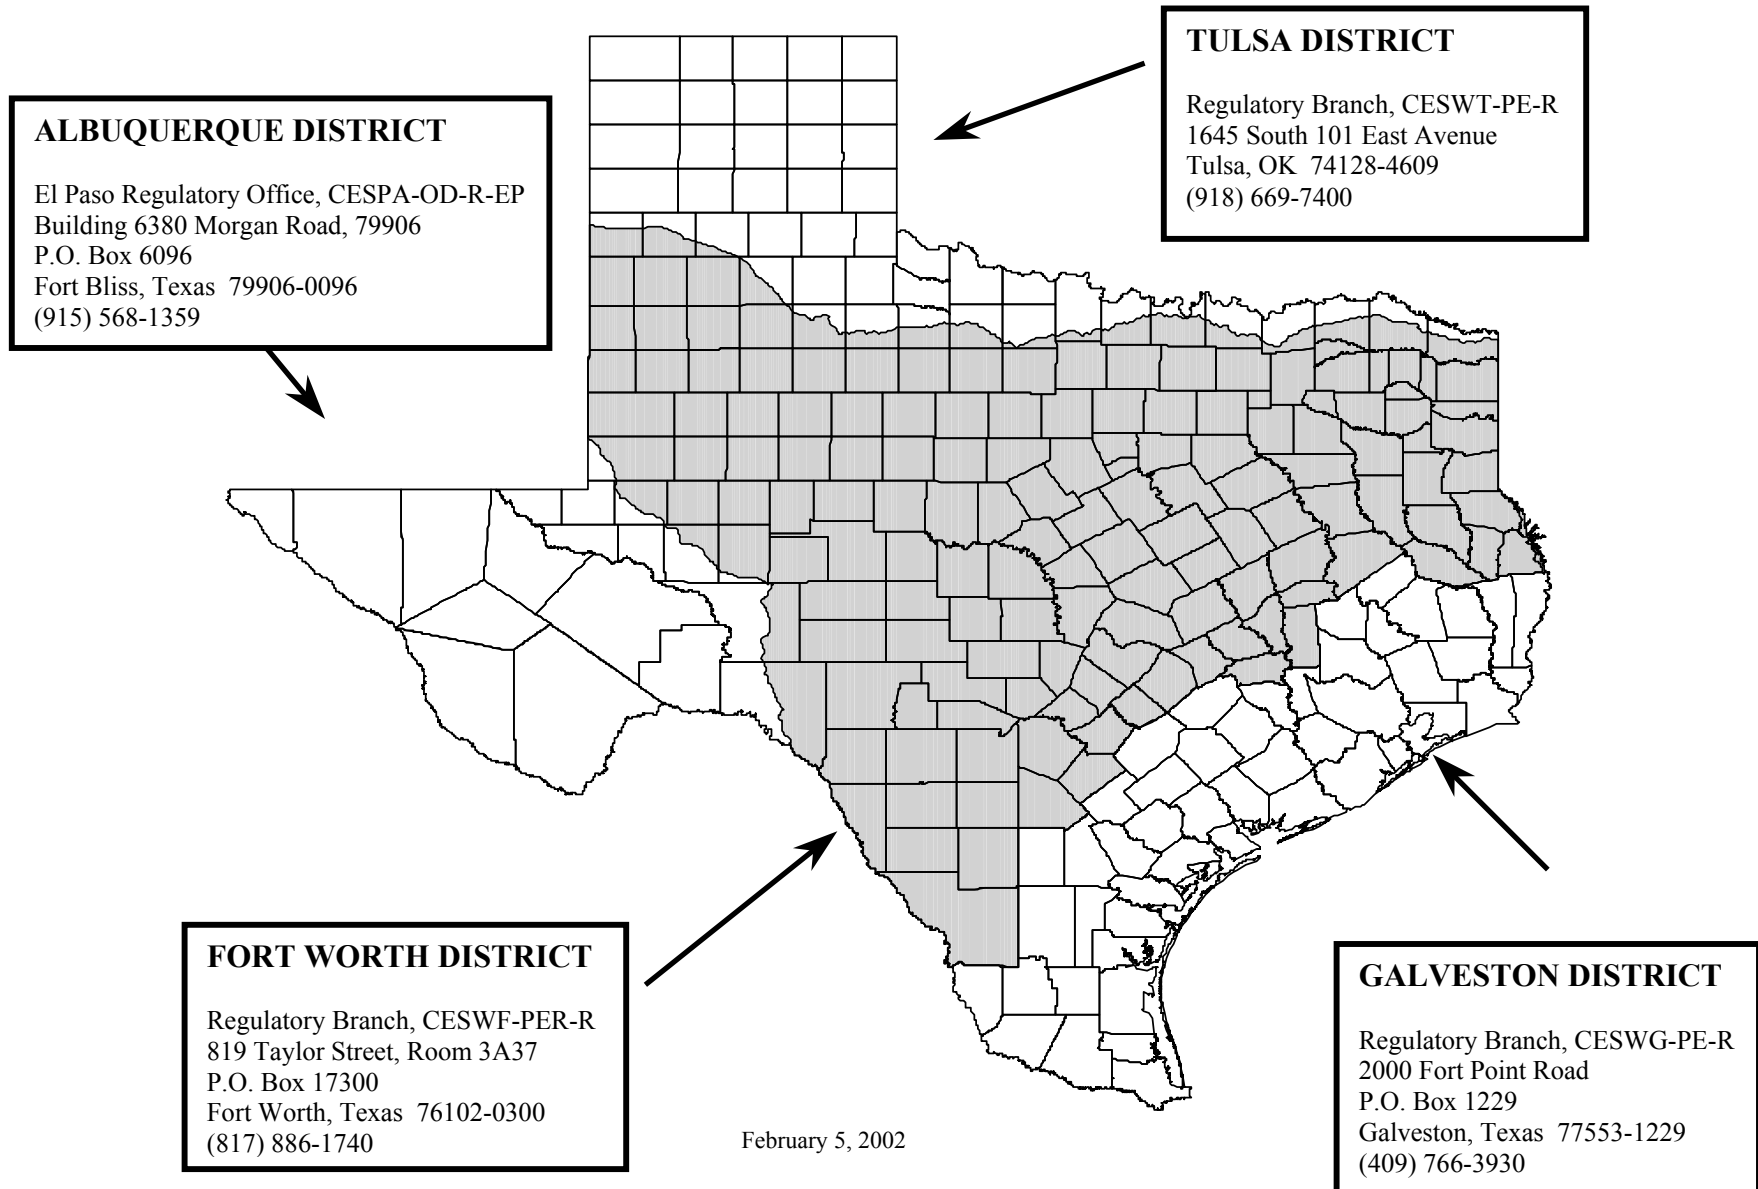 TULSA DISTRICT
Regulatory Branch, CESWT-PE-R
1645 South 101 East Avenue
Tulsa, OK  74128-4609
(918) 669-7400
ALBUQUERQUE DISTRICT
El Paso Regulatory Office, CESPA-OD-R-EP
Building 6380 Morgan Road, 79906
P.O. Box 6096
Fort Bliss, Texas  79906-0096
(915) 568-1359
FORT WORTH DISTRICT
Regulatory Branch, CESWF-PER-R
819 Taylor Street, Room 3A37
P.O. Box 17300
Fort Worth, Texas  76102-0300
(817) 886-1740
February 5, 2002
GALVESTON DISTRICT
Regulatory Branch, CESWG-PE-R
2000 Fort Point Road
P.O. Box 1229
Galveston, Texas  77553-1229
(409) 766-3930